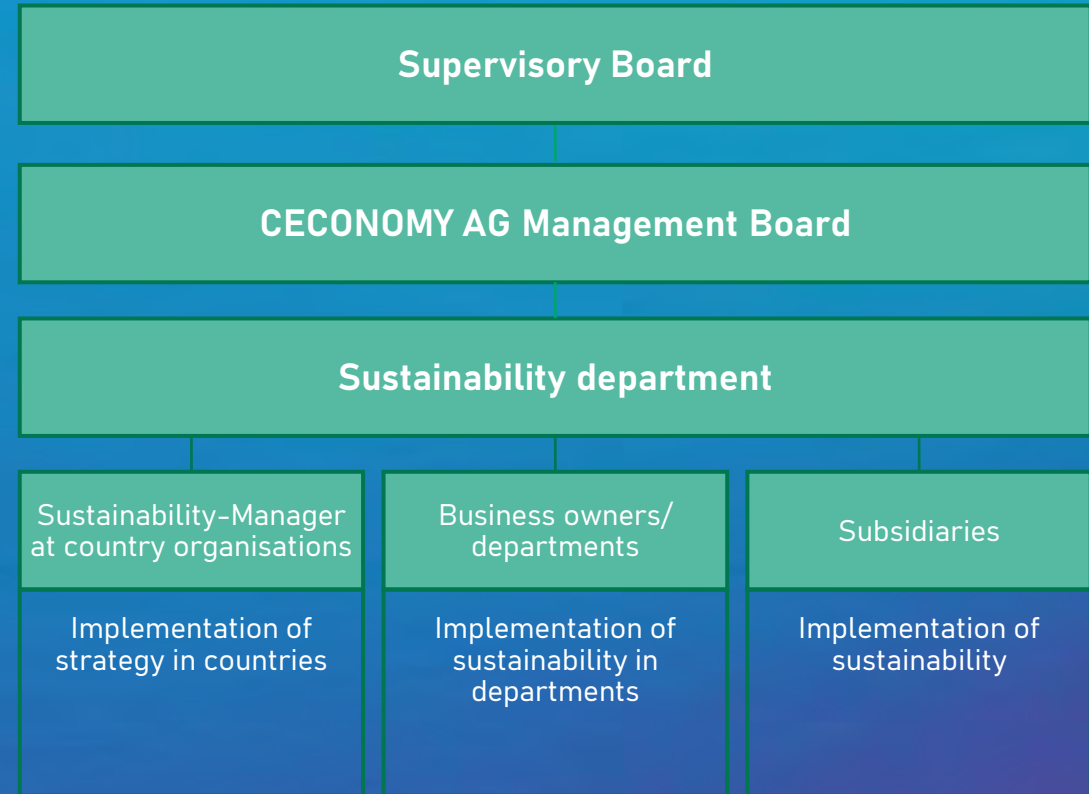 Supervisory Board
CECONOMY AG Management Board
Sustainability department
Sustainability-Manager
at country organisations
Business owners/
departments
Subsidiaries
Implementation of
strategy in countries
Implementation of
sustainability in
departments
Implementation of
sustainability